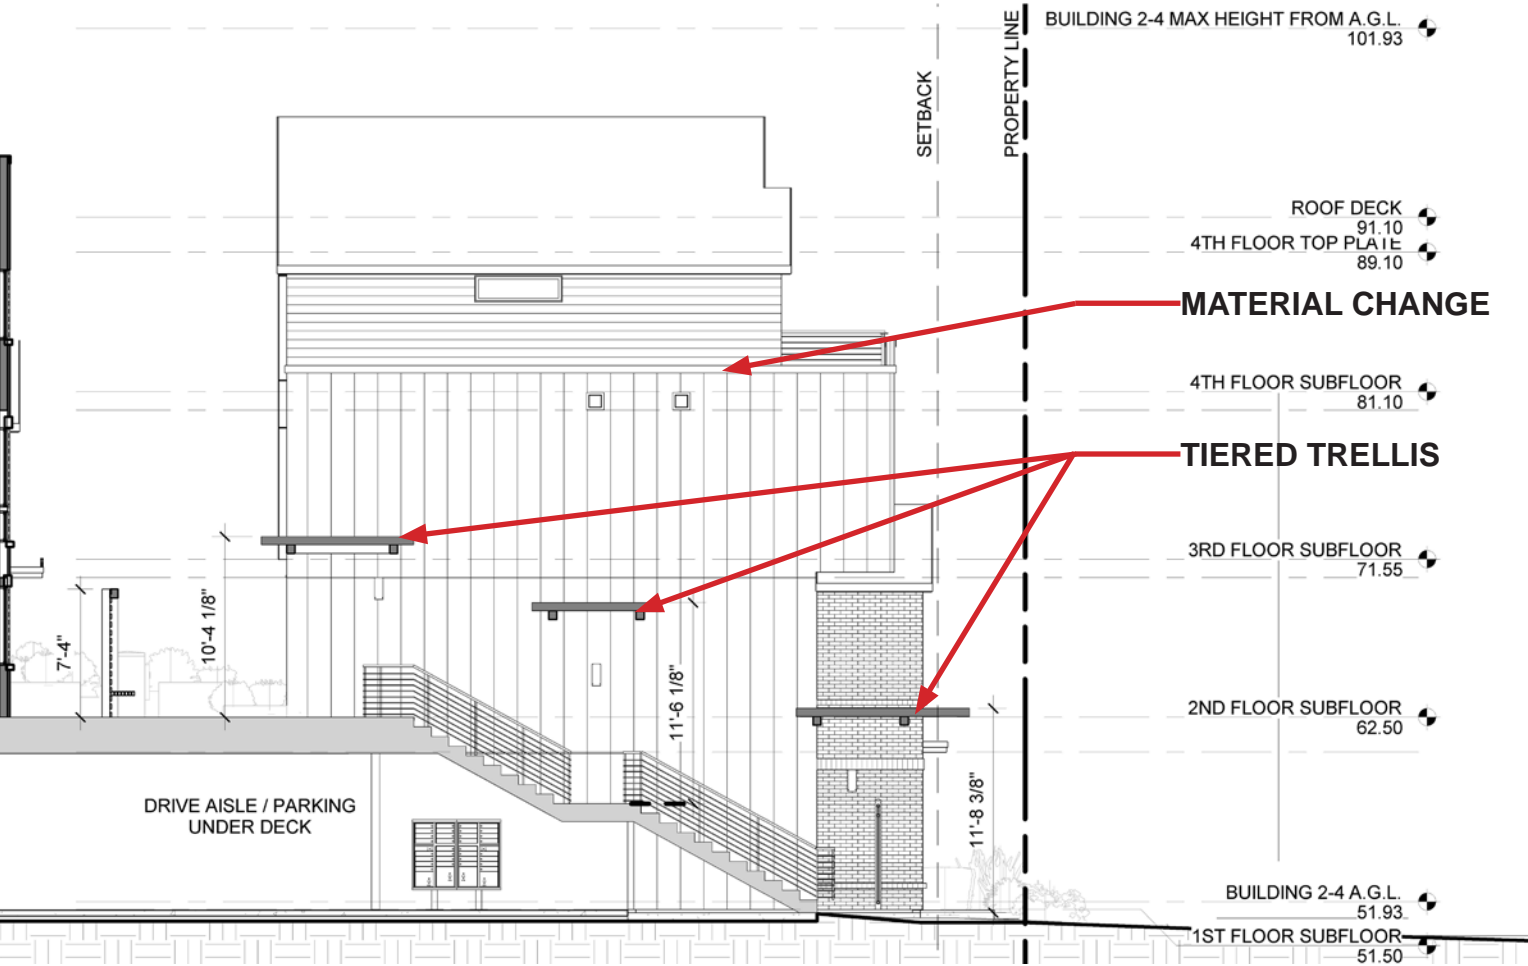 BUILDING 2-4 MAX HEIGHT FROM A.G.L.
101.93
SETBACK
PROPERTY LINE
ROOF DECK
91.10
4TH FLOOR TOP PLATE
89.10
MATERIAL CHANGE
4TH FLOOR SUBFLOOR
81.10
TIERED TRELLIS
3RD FLOOR SUBFLOOR
71.55
7'-4"
10'-4 1/8"
11'-6 1/8"
2ND FLOOR SUBFLOOR
62.50
11'-8 3/8"
DRIVE AISLE / PARKING
UNDER DECK
BUILDING 2-4 A.G.L.
51.93
1ST FLOOR SUBFLOOR
51.50